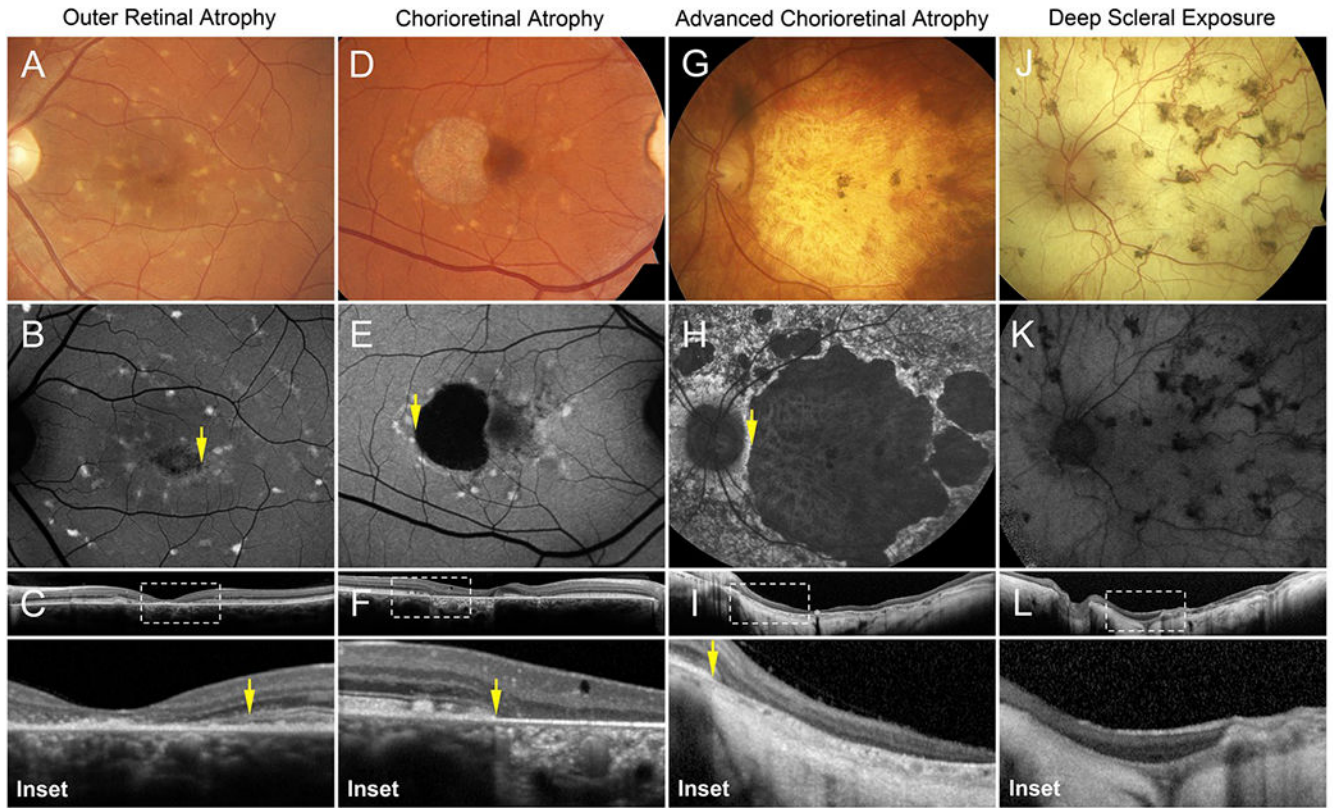 Outer Retinal Atrophy
Chorioretinal Atrophy
Advanced Chorioretinal Atrophy
Deep Scleral Exposure
A
D
G
J
B
E
H
K
C
F
I
L
Inset
Inset
Inset
Inset